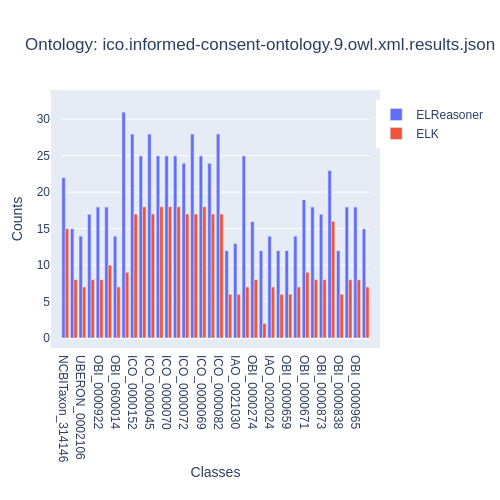 Ontology: ico.informed-consent-ontology.9.owl.xml.results.json
ELReasoner
ELK
Counts
30
25
20
15
10
5
0
NCBITaxon_314146
UBERON_0002106
OBI_0000922
OBI_0600014
ICO_0000152
ICO_0000045
ICO_0000070
ICO_0000072
ICO_0000069
ICO_0000082
IAO_0021030
OBI_0000274
IAO_0020024
OBI_0000659
OBI_0000671
OBI_0000873
OBI_0000838
OBI_0000965
Classes